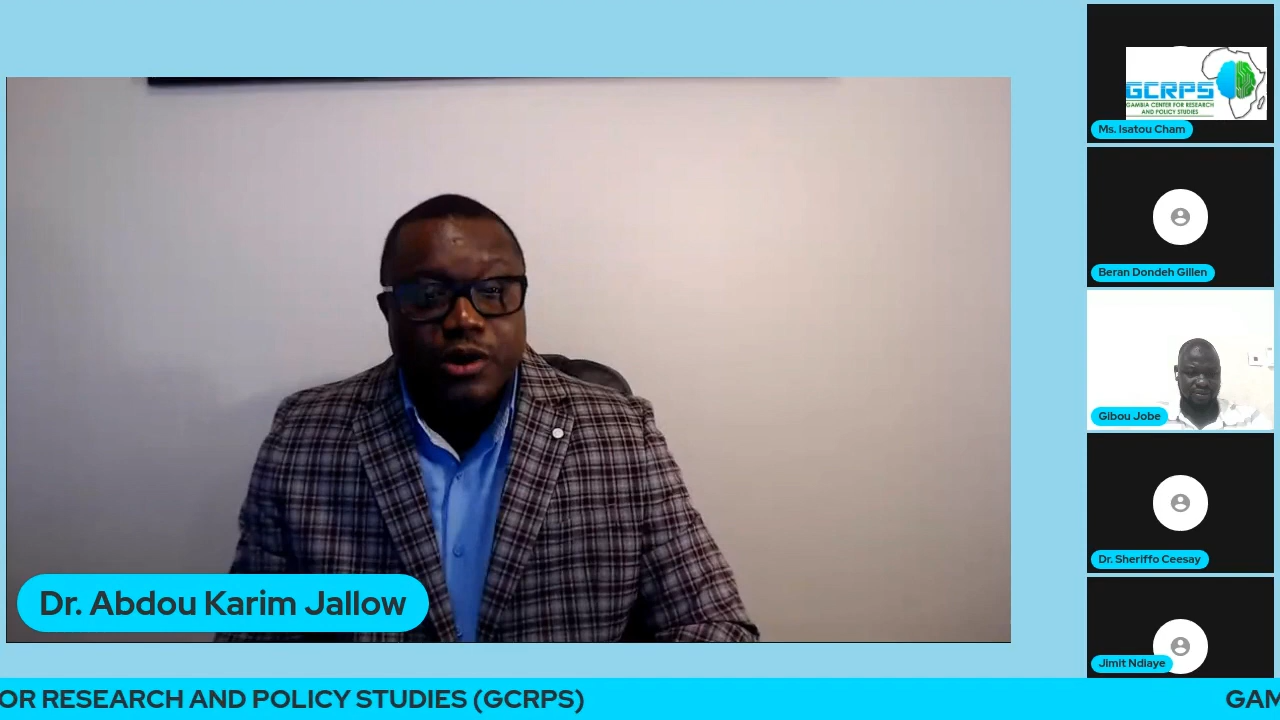 GCRPS
GAMBIA CENTER FOR RESEARCH
AND POLICY STUDIES
Ms. Isatou Cham
Beran Dondeh Gillen
Gibou Jobe
Dr. Sheriffo Ceesay
Jimit Ndiaye
Dr. Abdou Karim Jallow
OR RESEARCH AND POLICY STUDIES (GCRPS)
GAM